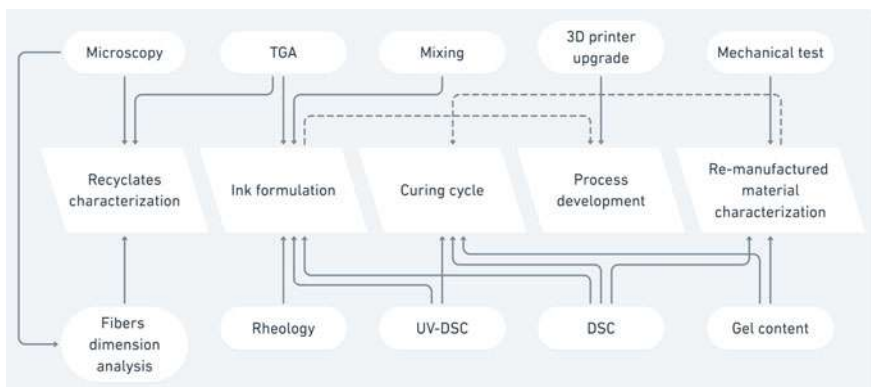 Microscopy
TGA
Mixing
3D printer
upgrade
Mechanical test
Recyclates
characterization
Ink formulation
Curing cycle
Process
development
Re-manufactured
material
characterization
Fibers
dimension
analysis
Rheology
UV-DSC
DSC
Gel content